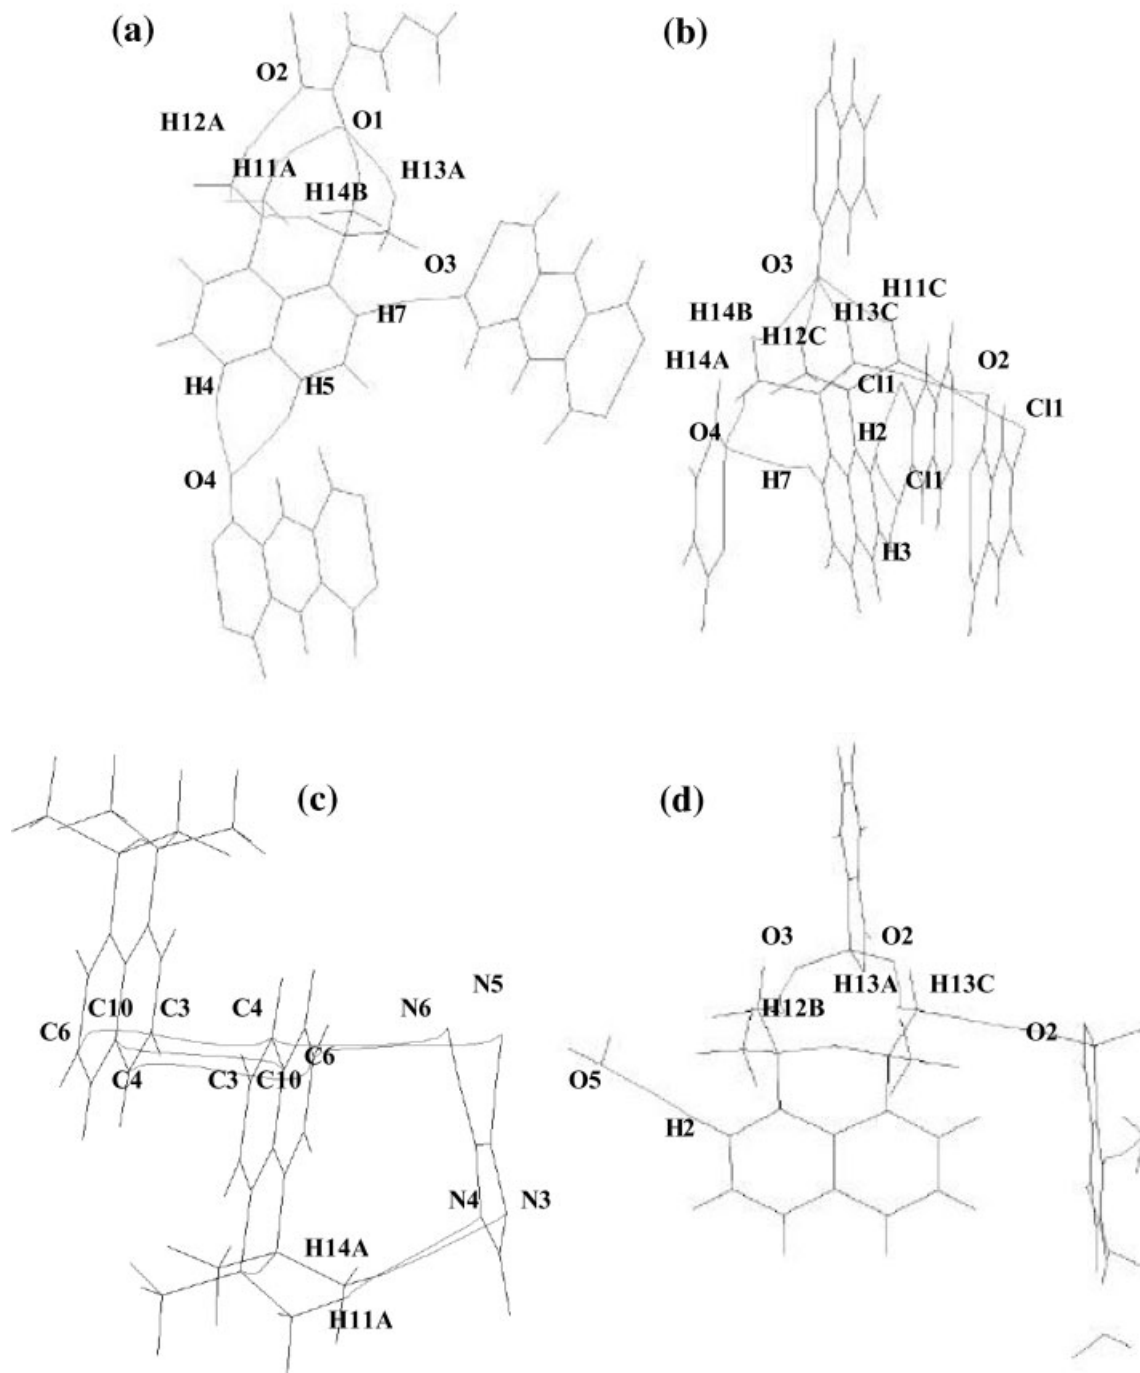 (a)
O2
H12A
O1
H11A
H13A
H14B
O3
H7
H4
H5
O4
(b)
O3
H11C
H14B
H13C
H12C
H14A
Cl1
O2
Cl1
O4
H2
H7
Cl1
H3
(c)
C6
C10
C3
C4
N6
N5
C4
C3
C10
C6
N4
N3
H14A
H11A
(d)
O3
O2
H13A
H13C
H12B
O2
O5
H2